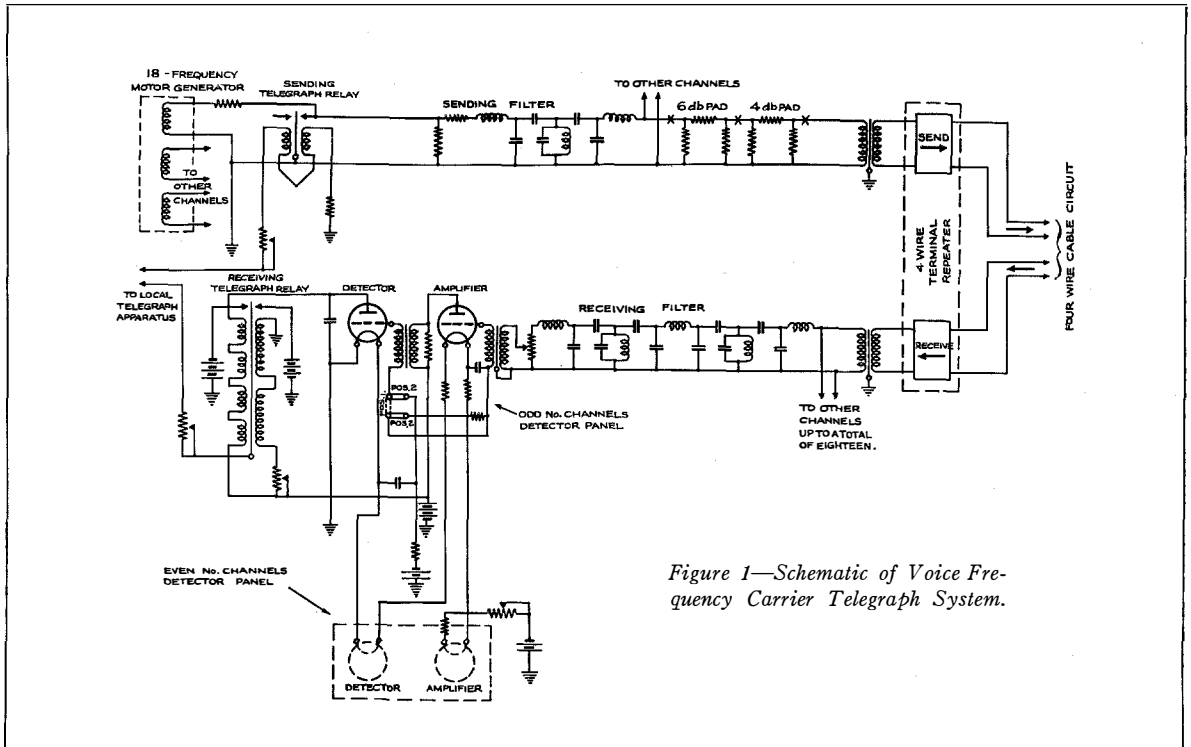 18 - FREQUENCY
MOTOR GENERATOR
SENDING
TELEGRAPH RELAY
SENDING FILTER
TO OTHER CHANNELS
6 db PAD
4 db PAD
SEND
TO
OTHER
CHANNELS
4 WIRE
TERMINAL
REPEATER
FOUR WIRE CABLE CIRCUIT
RECEIVING
TELEGRAPH RELAY
TO LOCAL
TELEGRAPH
APPARATUS
DETECTOR
AMPLIFIER
RECEIVING FILTER
RECEIVE
POS.2
POS.1
POS.2
ODD No. CHANNELS
DETECTOR PANEL
TO OTHER
CHANNELS
UP TO A TOTAL
OF EIGHTEEN.
EVEN No. CHANNELS
DETECTOR PANEL
DETECTOR
AMPLIFIER
Figure 1—Schematic of Voice Fre-
quency Carrier Telegraph System.